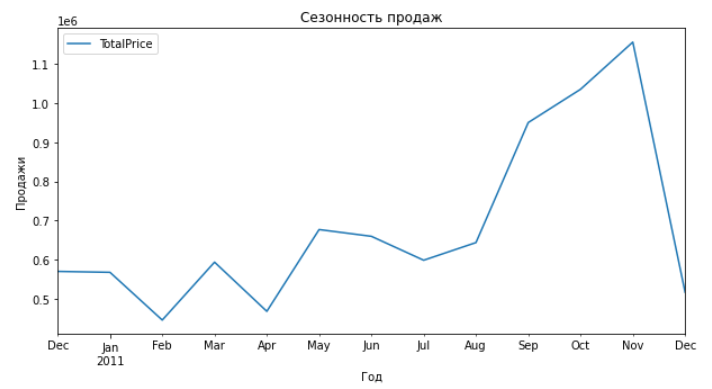 Сезонность продаж
1e6
TotalPrice
1.1
1.0
0.9
0.8
0.7
0.6
0.5
Продажи
Dec Jan Feb Mar Apr May Jun Jul Aug Sep Oct Nov Dec
2011
Год